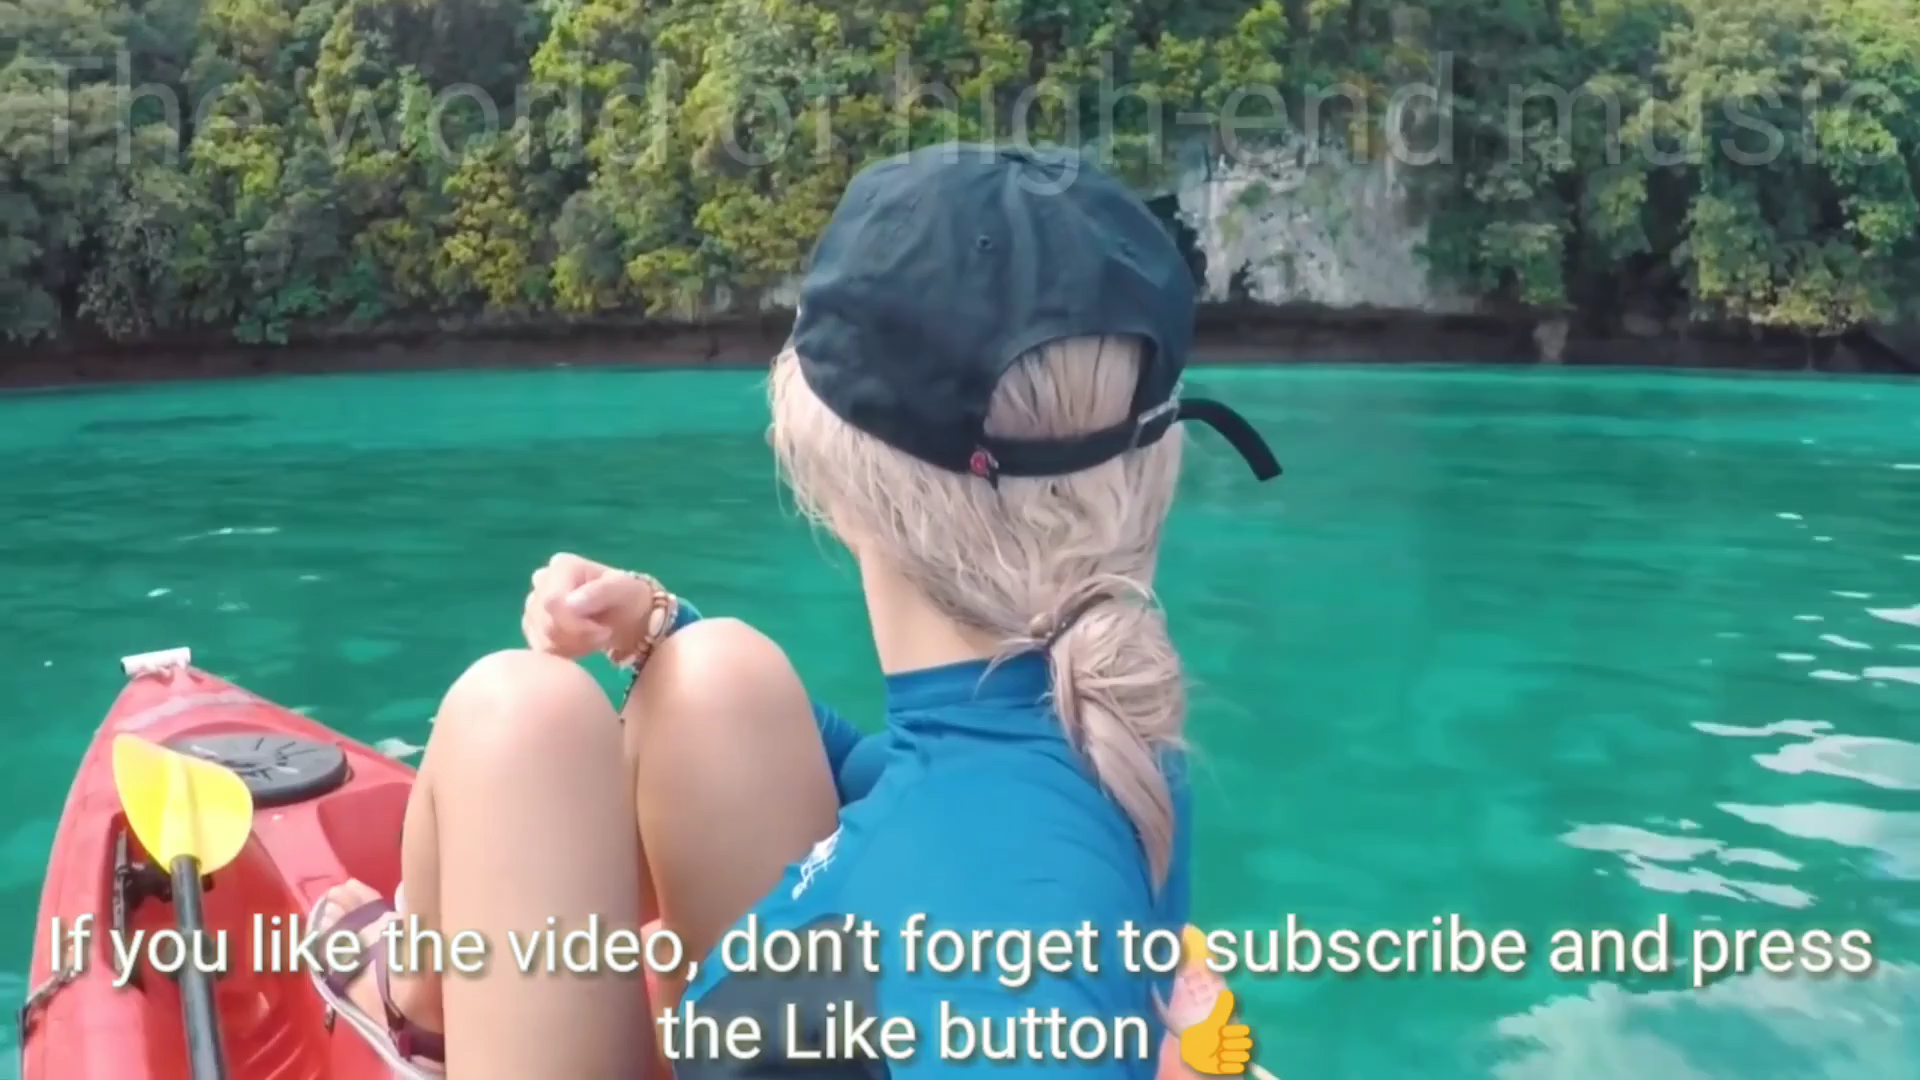 The world of high-end music
If you like the video, don’t forget to subscribe and press
the Like button 👍